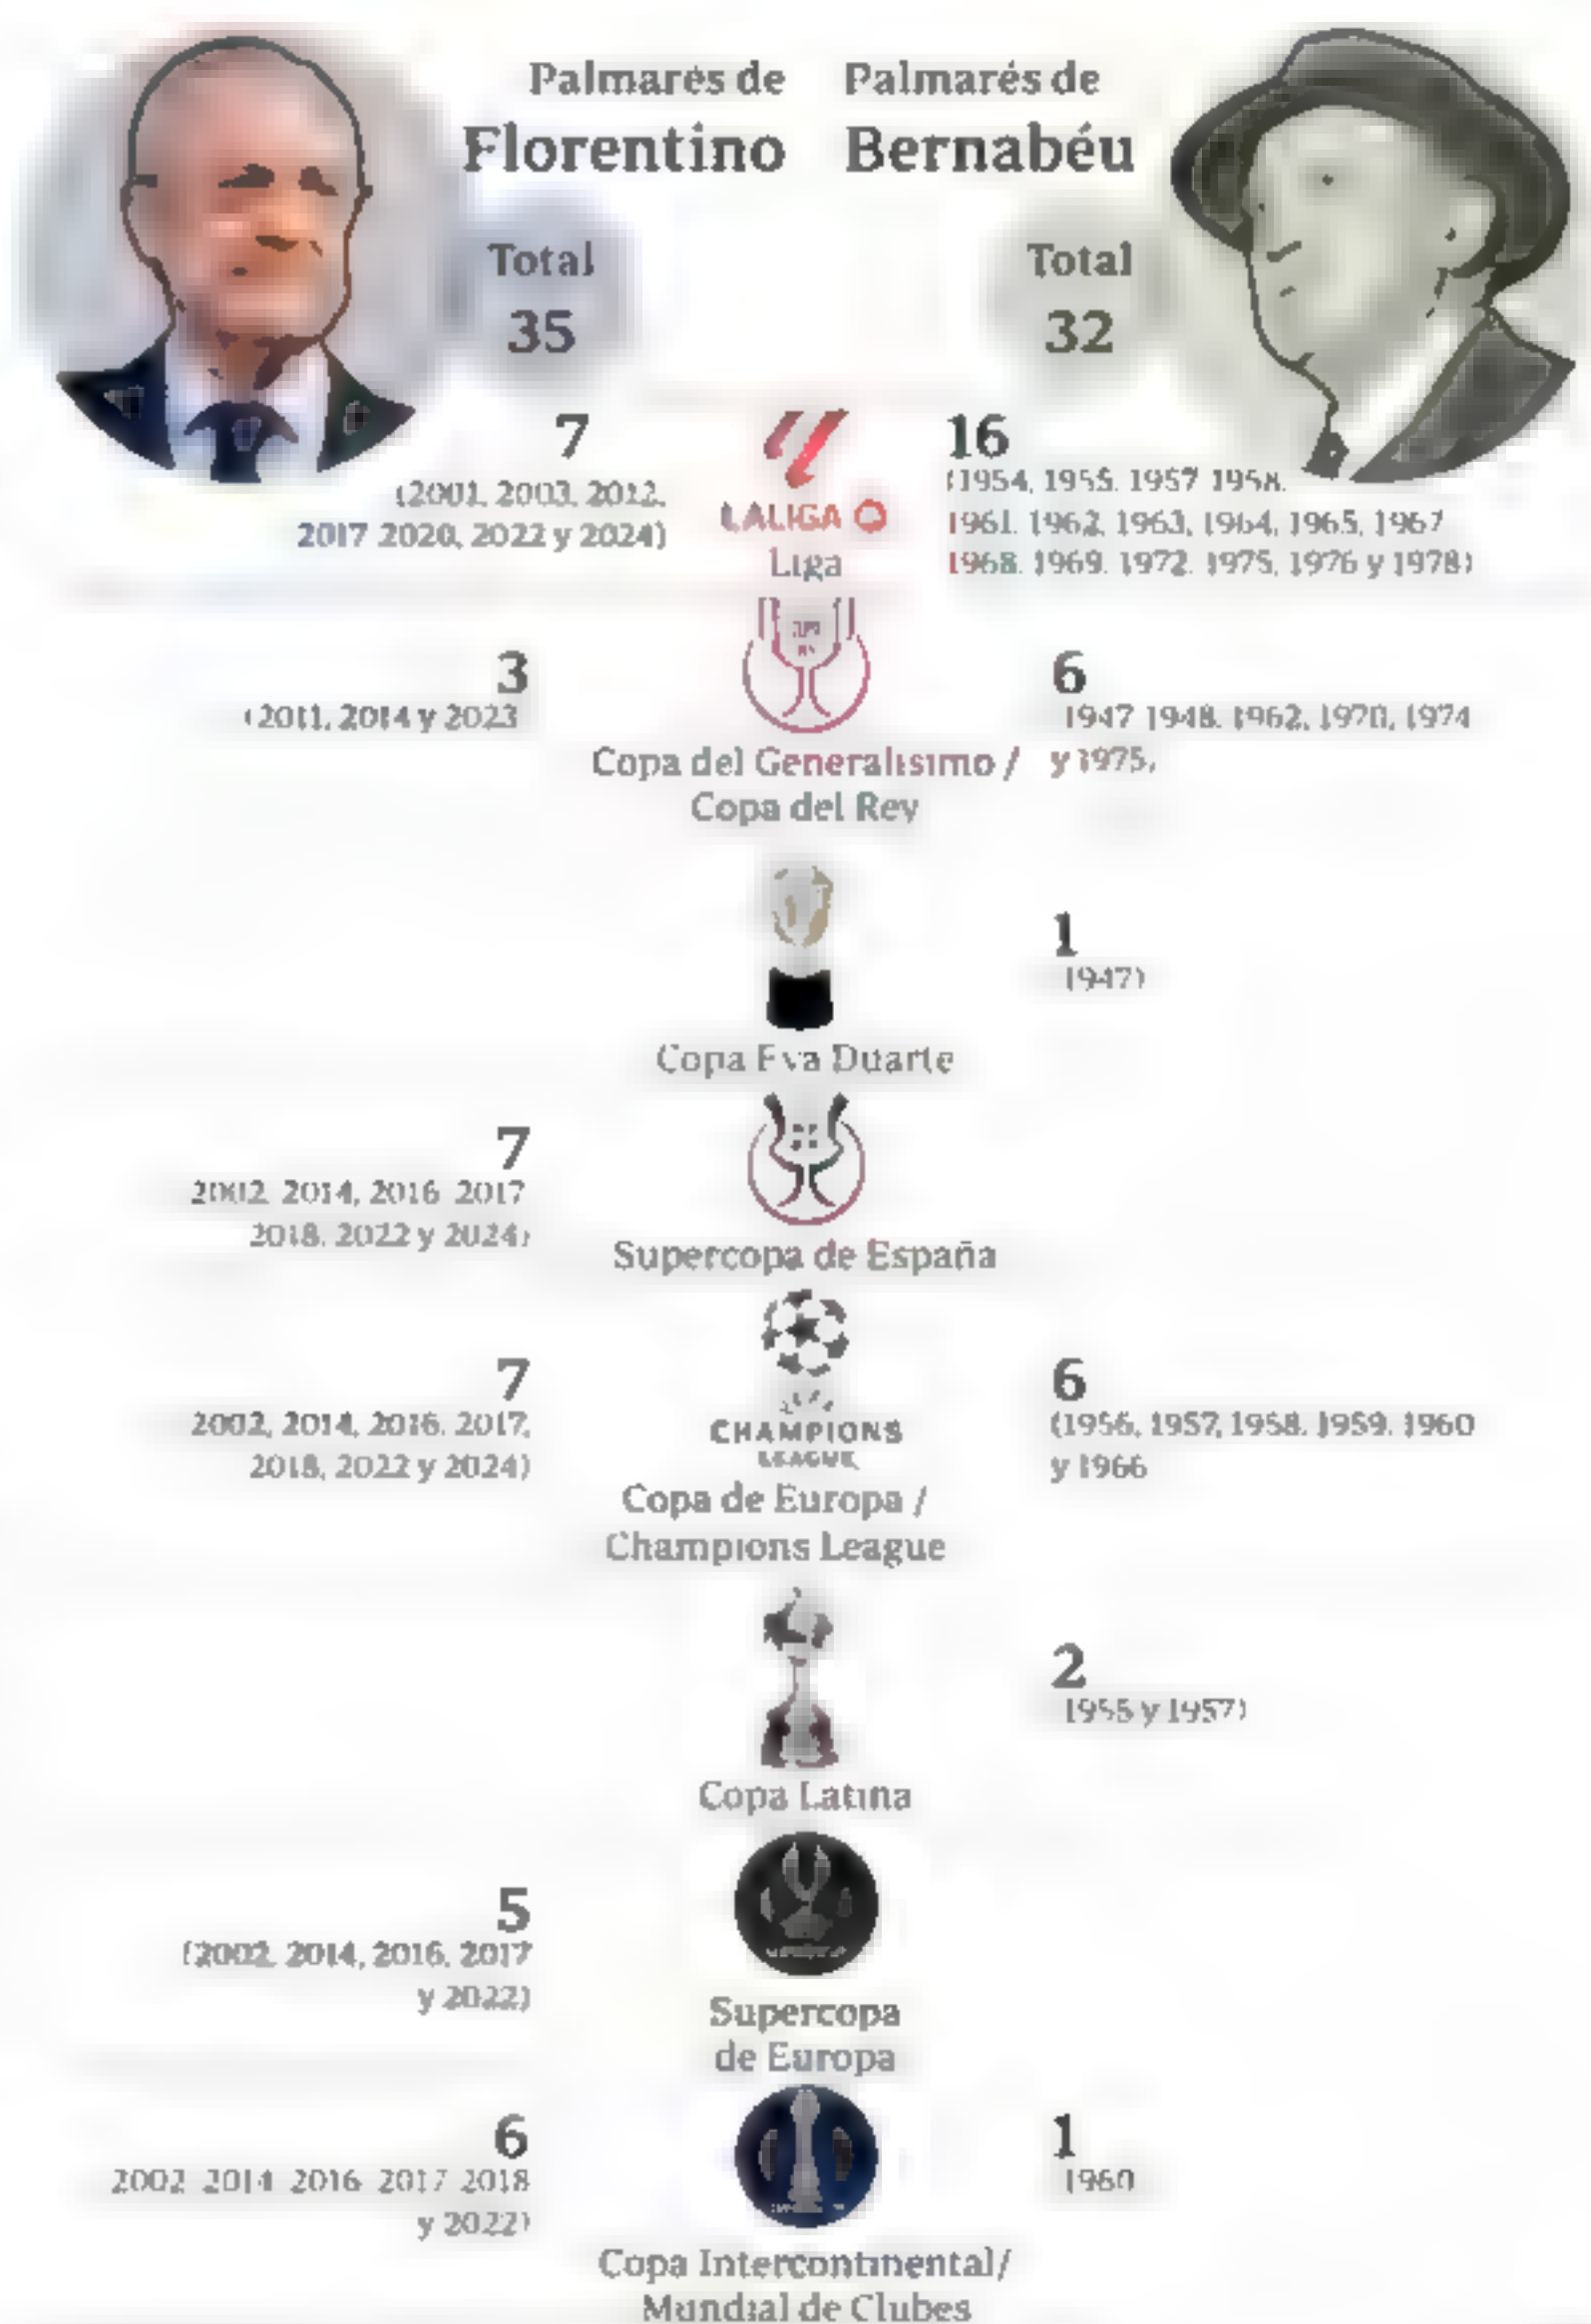 Palmarés de
Florentino
Palmarés de
Bernabéu
Total
35
Total
32
7
(2001, 2003, 2012,
2017 2020, 2022 y 2024)
LALIGA
Liga
16
(1954, 1955, 1957 1958,
1961, 1962, 1963, 1964, 1965, 1967
1968, 1969, 1972, 1975, 1976 y 1978)
3
(2011, 2014 y 2023
Copa del Generalísimo /
Copa del Rey
6
1947 1948, 1962, 1970, 1974
y 1975)
Copa Eva Duarte
1
1947)
7
2002 2014, 2016 2017
2018, 2022 y 2024)
Supercopa de España
7
2002, 2014, 2016, 2017,
2018, 2022 y 2024)
CHAMPIONS
LEAGUE
Copa de Europa /
Champions League
6
(1956, 1957, 1958, 1959, 1960
y 1966
Copa Latina
2
1955 y 1957)
5
(2002, 2014, 2016, 2017
y 2022)
Supercopa
de Europa
6
2002 2014 2016 2017 2018
y 2022)
Copa Intercontinental/
Mundial de Clubes
1
1960